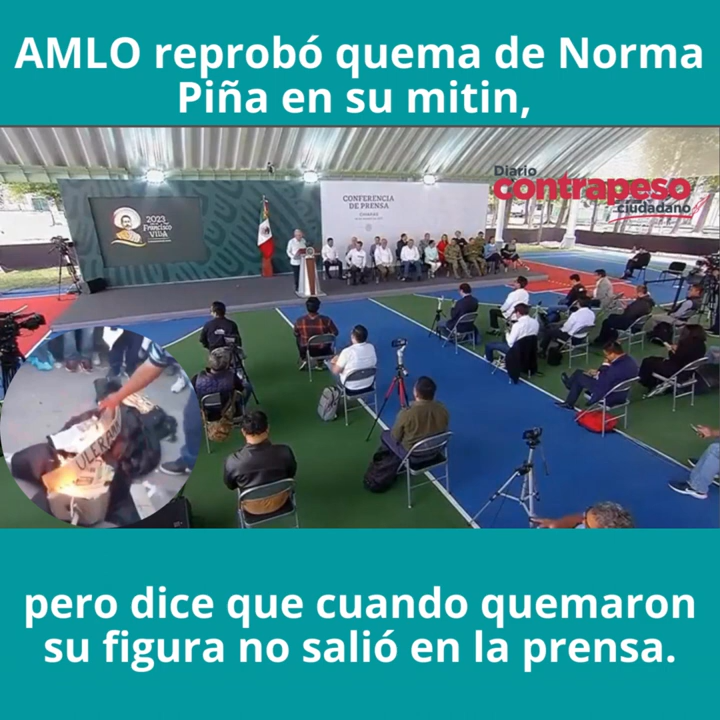 AMLO reprobó quema de Norma
Piña en su mitin,
Diario
contrapeso
ciudadano
CONFERENCIA
DE PRENSA
2023
Francisco
VILLA
pero dice que cuando quemaron
su figura no salió en la prensa.